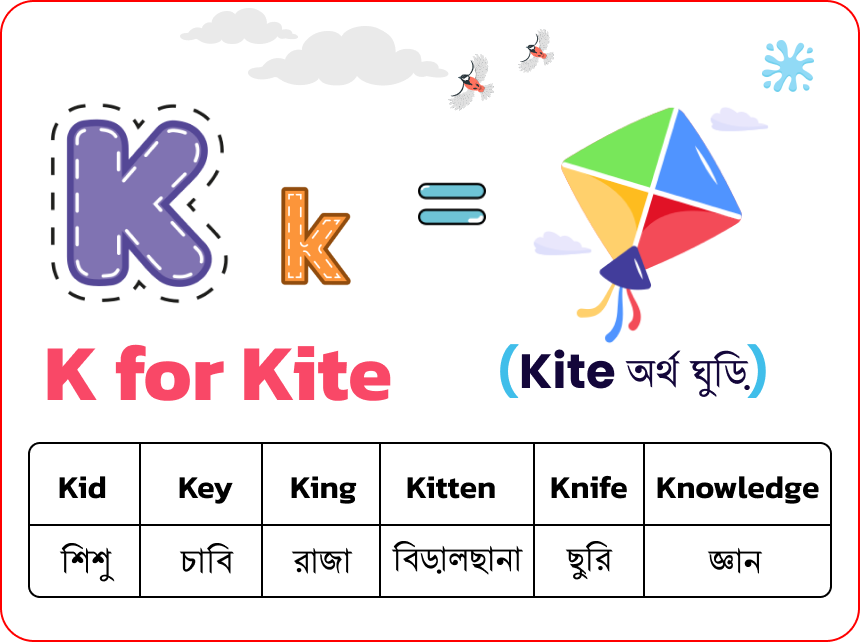 K k =
K for Kite
(Kite অর্থ ঘুড়ি)
Kid Key King Kitten Knife Knowledge
শিশু চাবি রাজা বিড়ালছানা ছুরি জ্ঞান